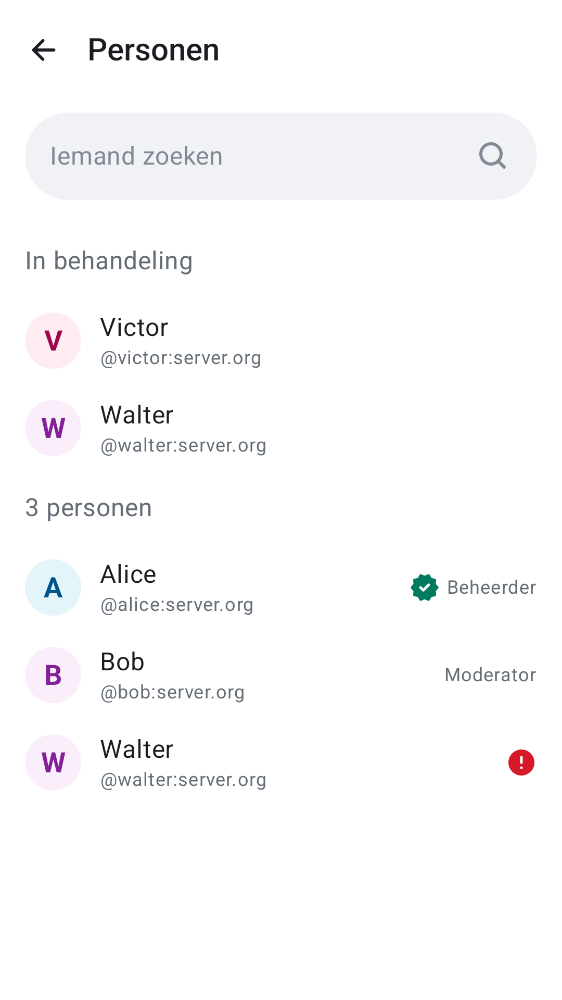 Personen
Iemand zoeken
In behandeling
V
Victor
@victor:server.org
W
Walter
@walter:server.org
3 personen
A
Alice
@alice:server.org
Beheerder
B
Bob
@bob:server.org
Moderator
W
Walter
@walter:server.org